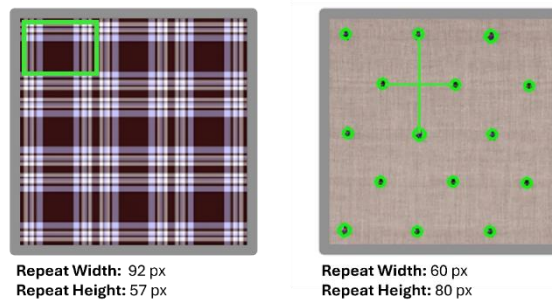 Repeat Width: 92 px
Repeat Height: 57 px
Repeat Width: 60 px
Repeat Height: 80 px